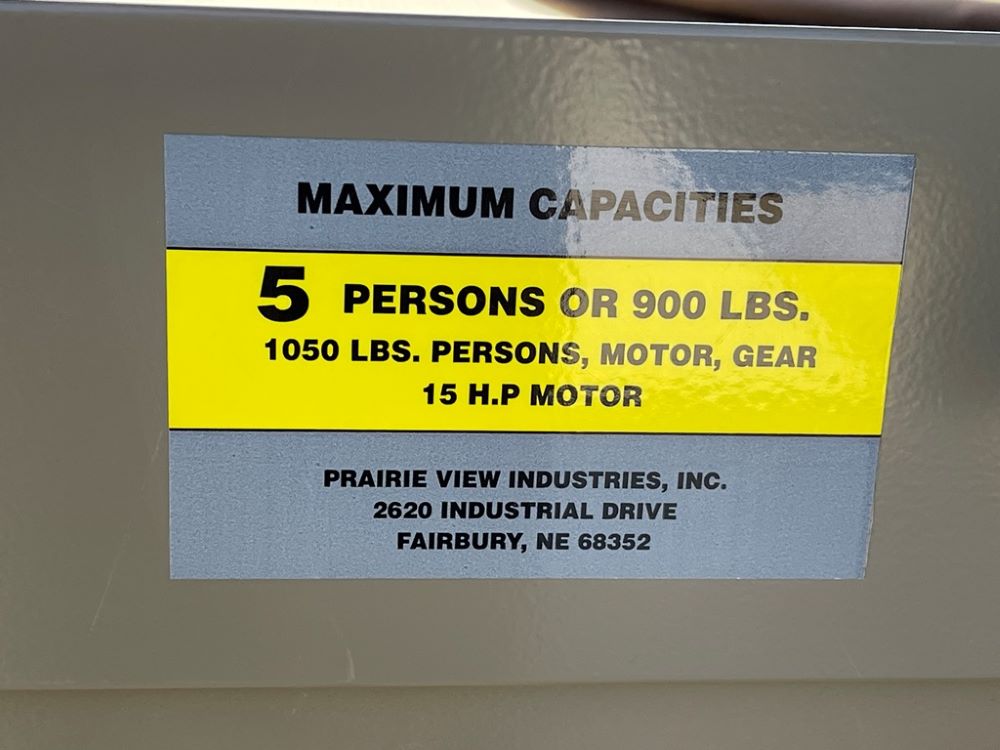 MAXIMUM CAPACITIES
5 PERSONS OR 900 LBS.
1050 LBS. PERSONS, MOTOR, GEAR
15 H.P MOTOR
PRAIRIE VIEW INDUSTRIES, INC.
2620 INDUSTRIAL DRIVE
FAIRBURY, NE 68352